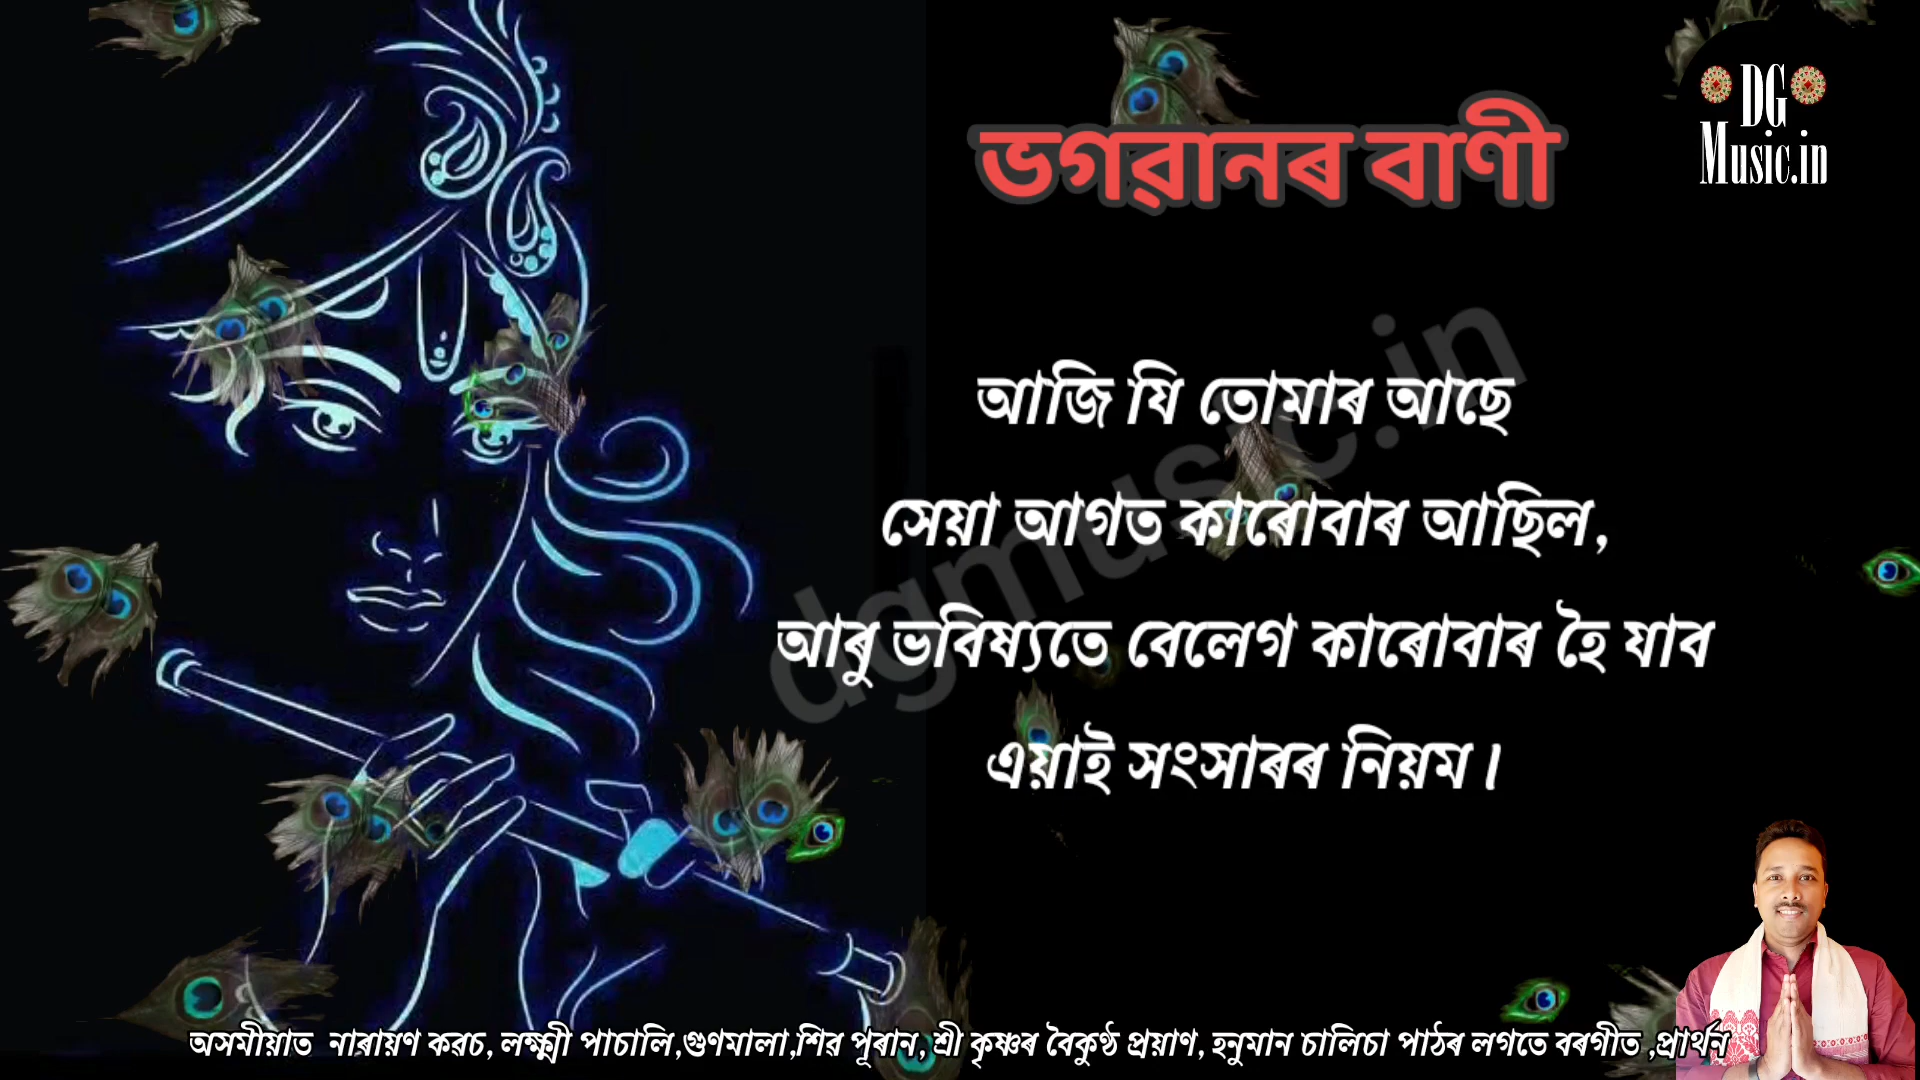 DG
Music.in
ভগৱানৰ বাণী
আজি যি তোমাৰ আছে
সেয়া আগত কাৰোবাৰ আছিল,
আৰু ভবিষ্যতে বেলেগ কাৰোবাৰ হৈ যাব
এয়াই সংসাৰৰ নিয়ম।
dgmusic.in
অসমীয়াত নাৰায়ণ কৱচ, লক্ষ্মী পাচালি,গুণমালা,শিৱ পূৰান, শ্ৰী কৃষ্ণৰ বৈকুণ্ঠ প্ৰয়াণ, হনুমান চালিচা পাঠৰ লগতে বৰগীত ,প্ৰাৰ্থন